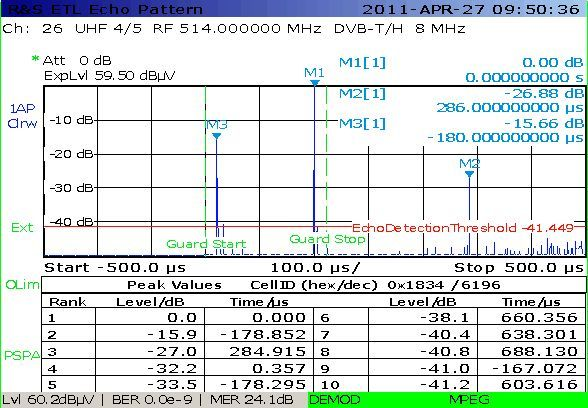 R&S ETL Echo Pattern 2011-APR-27 09:50:36
Ch: 26 UHF 4/5 RF 514.000000 MHz DVB-T/H 8 MHz
* Att 0 dB
ExpLvl 59.50 dBµV
M1
M1[1] 0.00 dB
0.000000000 s
M2[1] -26.88 dB
286.000000000 µs
M3[1] -15.66 dB
-180.000000000 µs
1AP
Clrw
-10 dB
M3
-20 dB
M2
-30 dB
-40 dB
Ext
EchoDetectionThreshold -41.449
Guard Start
Guard Stop
Start -500.0 µs 100.0 µs/ Stop 500.0 µs
OLim
Peak Values CellID (hex/dec) 0x1834 /6196
Rank Level/dB Time/µs Level/dB Time/µs
1 0.0 0.000 6 -38.1 660.356
2 -15.9 -178.852 7 -40.4 638.301
3 -27.0 284.915 8 -40.8 688.130
PSPA
4 -32.2 0.357 9 -41.0 -167.072
5 -33.5 -178.295 10 -41.2 603.616
Lvl 60.2dBµV | BER 0.0e-9 | MER 24.1dB DEMOD MPEG